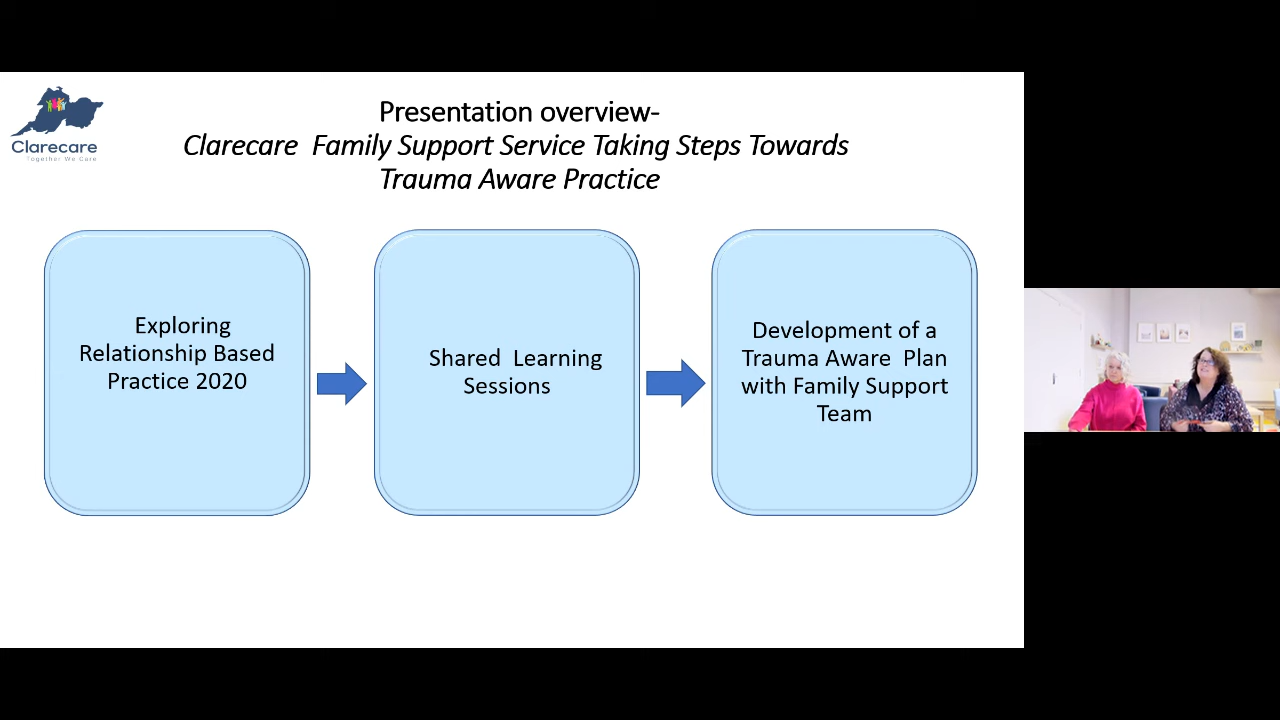 Clarecare
Together We Care
Presentation overview-
Clarecare Family Support Service Taking Steps Towards
Trauma Aware Practice
Exploring
Relationship Based
Practice 2020
Shared Learning
Sessions
Development of a
Trauma Aware Plan
with Family Support
Team